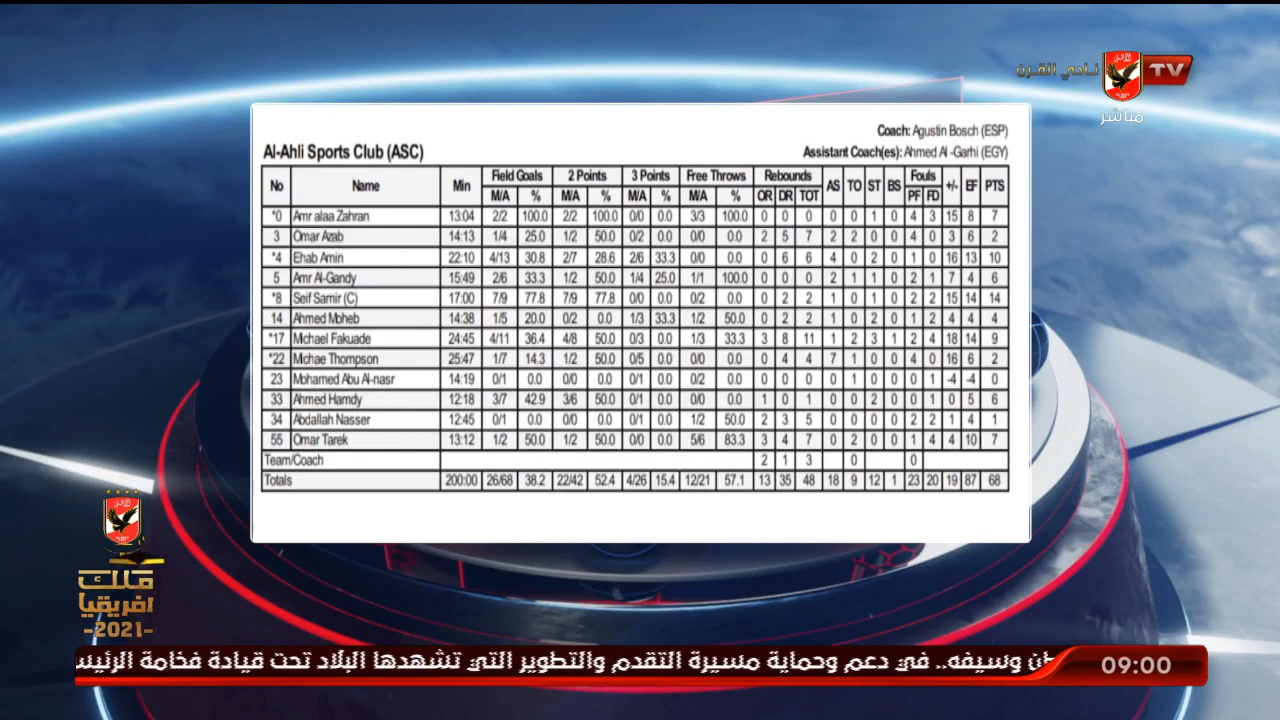 نادي القرن
TV
مباشر
Coach: Agustin Bosch (ESP)
Al-Ahli Sports Club (ASC)
Assistant Coach(es): Ahmed Al -Garhi (EGY)
No Name Min Field Goals 2 Points 3 Points Free Throws Rebounds AS TO ST BS Fouls +/- EF PTS
M/A % M/A % M/A % M/A % OR DR TOT PF FD
*0 Amr alaa Zahran 13:04 2/2 100.0 2/2 100.0 0/0 0.0 3/3 100.0 0 0 0 0 0 1 0 4 3 15 8 7
3 Omar Azab 14:13 1/4 25.0 1/2 50.0 0/2 0.0 0/0 0.0 2 5 7 2 2 0 0 4 0 3 6 2
*4 Ehab Amin 22:10 4/13 30.8 2/7 28.6 2/6 33.3 0/0 0.0 0 6 6 4 0 2 0 1 0 16 13 10
5 Amr Al-Gandy 15:49 2/6 33.3 1/2 50.0 1/4 25.0 1/1 100.0 0 0 0 2 1 1 0 2 1 7 4 6
*8 Seif Samir (C) 17:00 7/9 77.8 7/9 77.8 0/0 0.0 0/2 0.0 0 2 2 1 0 1 0 2 2 15 14 14
14 Ahmed Moheb 14:38 1/5 20.0 0/2 0.0 1/3 33.3 1/2 50.0 0 2 2 1 0 2 0 1 2 4 4 4
*17 Michael Fakuade 24:45 4/11 36.4 4/8 50.0 0/3 0.0 1/3 33.3 3 8 11 1 2 3 1 2 4 18 14 9
*22 Michae Thompson 25:47 1/7 14.3 1/2 50.0 0/5 0.0 0/0 0.0 0 4 4 7 1 0 0 4 0 16 6 2
23 Mohamed Abu Al-nasr 14:19 0/1 0.0 0/0 0.0 0/1 0.0 0/2 0.0 0 0 0 0 1 0 0 0 1 -4 -4 0
33 Ahmed Hamdy 12:18 3/7 42.9 3/6 50.0 0/1 0.0 0/0 0.0 1 0 1 0 0 2 0 0 1 0 5 6
34 Abdallah Nasser 12:45 0/1 0.0 0/0 0.0 0/1 0.0 1/2 50.0 2 3 5 0 0 0 0 2 2 1 4 1
55 Omar Tarek 13:12 1/2 50.0 1/2 50.0 0/0 0.0 5/6 83.3 3 4 7 0 2 0 0 1 4 4 10 7
Team/Coach 2 1 3 0 0
Totals 200:00 26/68 38.2 22/42 52.4 4/26 15.4 12/21 57.1 13 35 48 18 9 12 1 23 20 19 87 68
ملك
افريقيا
-2021-
ان وسيفه.. في دعم وحماية مسيرة التقدم والتطوير التي تشهدها البلاد تحت قيادة فخامة الرئيس
09:00